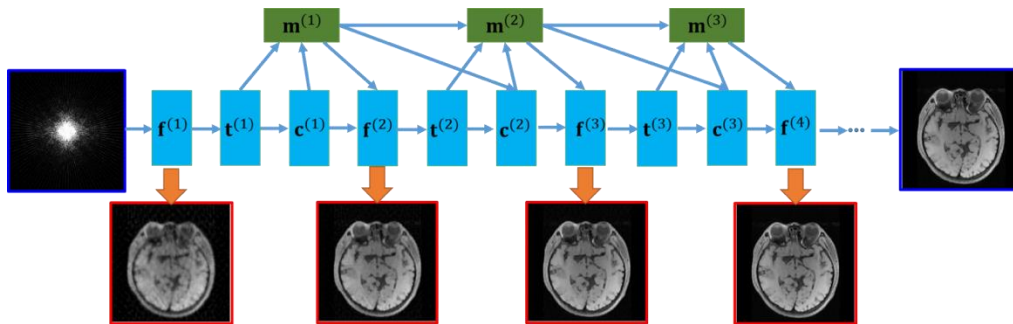 m⁽¹⁾ m⁽²⁾ m⁽³⁾
f⁽¹⁾ t⁽¹⁾ c⁽¹⁾ f⁽²⁾ t⁽²⁾ c⁽²⁾ f⁽³⁾ t⁽³⁾ c⁽³⁾ f⁽⁴⁾ ...